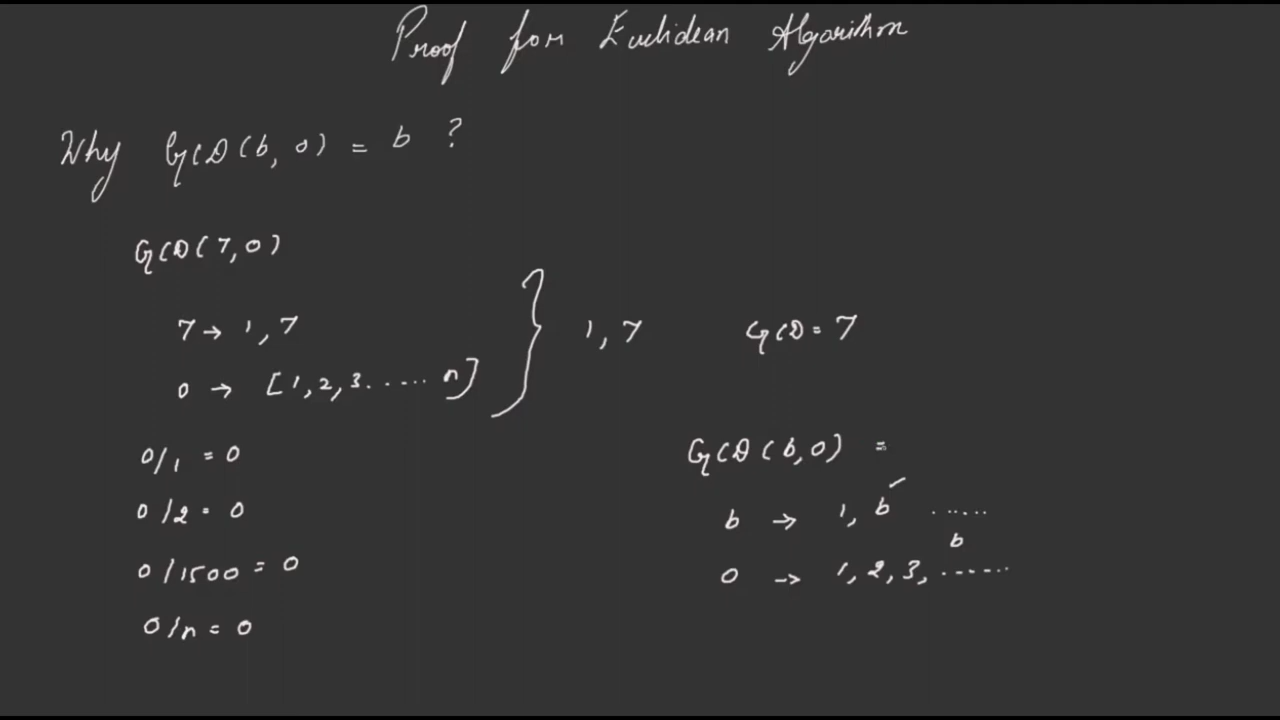 Proof for Euclidean Algorithm
Why GCD(b, 0) = b ?
GCD(7, 0)
7 → 1, 7
0 → [1, 2, 3. ..... n]
} 1, 7
GCD = 7
0/1 = 0
0/2 = 0
0/1500 = 0
0/n = 0
GCD(b, 0) =
b → 1, b ✓ ......
b
0 → 1, 2, 3, .......